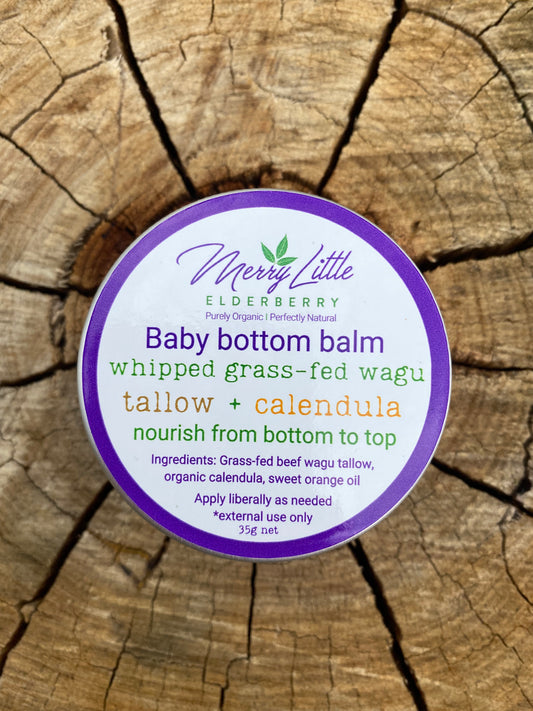 Merry Little
ELDERBERRY
Purely Organic | Perfectly Natural
Baby bottom balm
whipped grass-fed wagu
tallow + calendula
nourish from bottom to top
Ingredients: Grass-fed beef wagu tallow,
organic calendula, sweet orange oil
Apply liberally as needed
*external use only
35g net